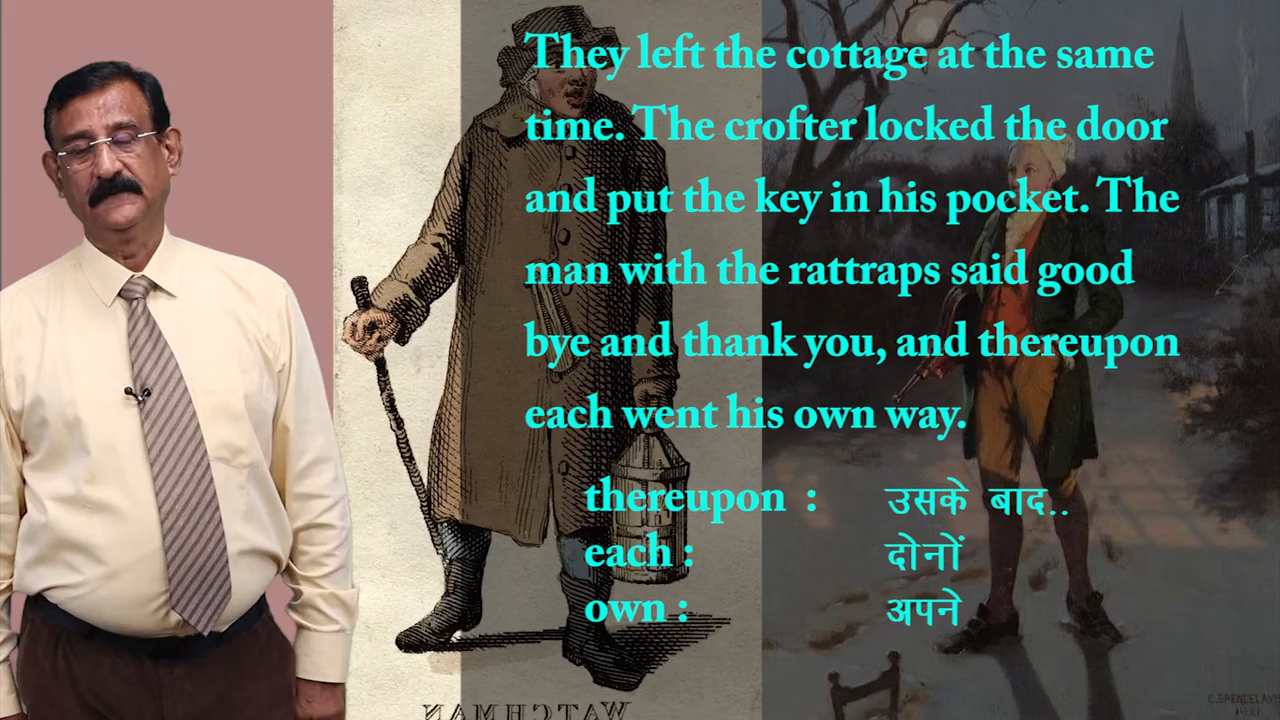 They left the cottage at the same
time. The crofter locked the door
and put the key in his pocket. The
man with the rattraps said good
bye and thank you, and thereupon
each went his own way.
thereupon : उसके बाद..
each : दोनों
own : अपने
WATCHMAN